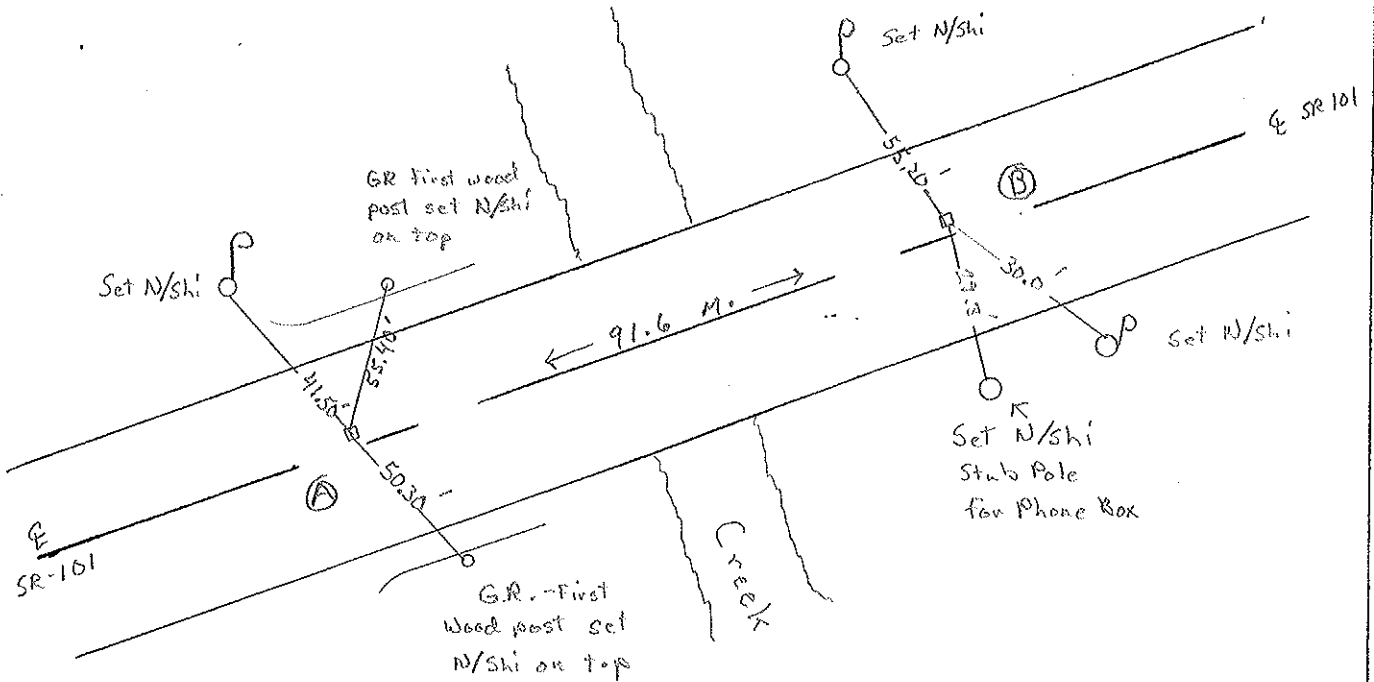 Set N/Shi
℄ SR 101
55.20'
Ⓑ
GR First wood
post set N/Shi
on top
Set N/Shi
30.0'
91.6 M.
Set N/Shi
55.40'
41.50'
Set N/Shi
Stub Pole
for Phone Box
50.30'
Ⓐ
℄
SR-101
Creek
G.R. - First
Wood post set
N/Shi on top